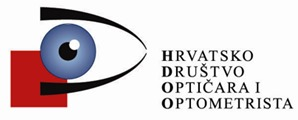 HRVATSKO
DRUŠTVO
OPTIČARA I
OPTOMETRISTA